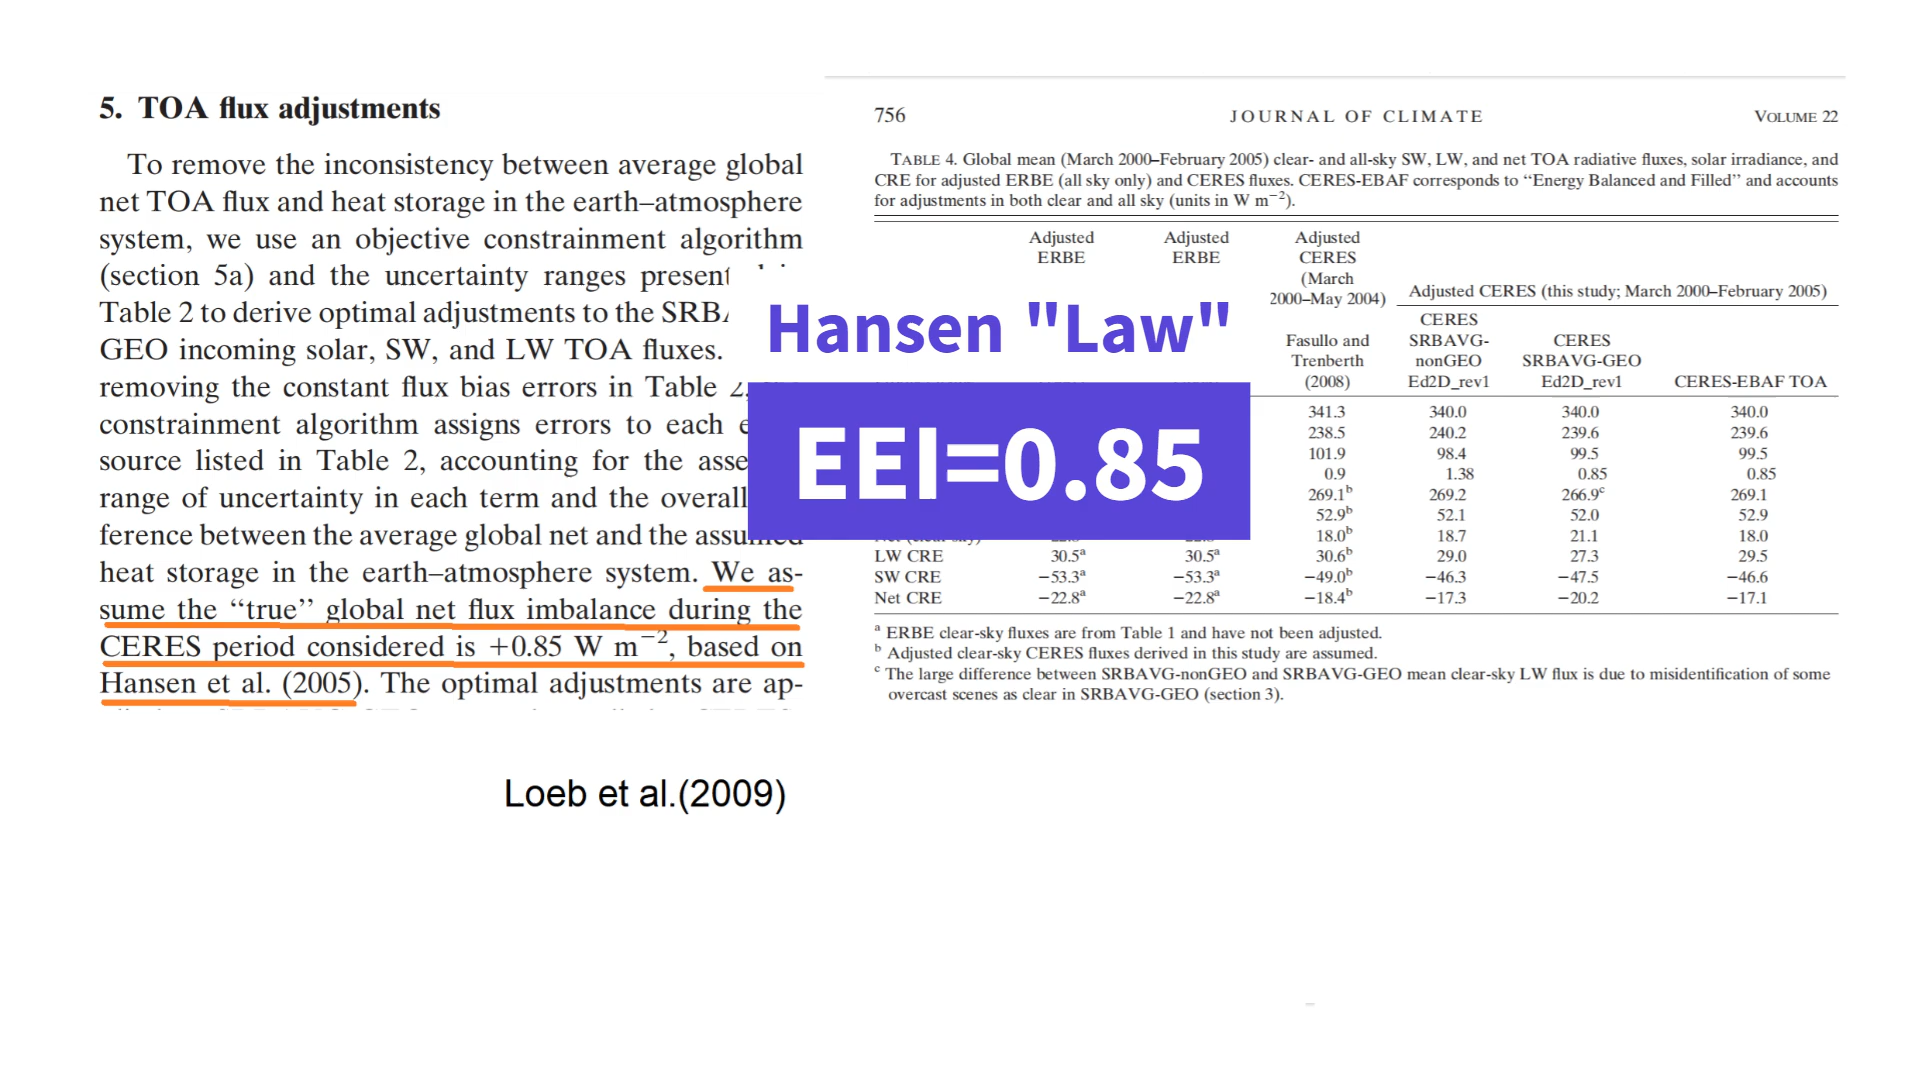 5. TOA flux adjustments
To remove the inconsistency between average global
net TOA flux and heat storage in the earth–atmosphere
system, we use an objective constrainment algorithm
(section 5a) and the uncertainty ranges present
Table 2 to derive optimal adjustments to the SRBA
GEO incoming solar, SW, and LW TOA fluxes.
removing the constant flux bias errors in Table 2,
constrainment algorithm assigns errors to each e
source listed in Table 2, accounting for the asse
range of uncertainty in each term and the overall
ference between the average global net and the assumed
heat storage in the earth–atmosphere system. We as-
sume the “true” global net flux imbalance during the
CERES period considered is +0.85 W m−2, based on
Hansen et al. (2005). The optimal adjustments are ap-
Loeb et al.(2009)
Hansen "Law"
EEI=0.85
756 JOURNAL OF CLIMATE VOLUME 22
TABLE 4. Global mean (March 2000–February 2005) clear- and all-sky SW, LW, and net TOA radiative fluxes, solar irradiance, and
CRE for adjusted ERBE (all sky only) and CERES fluxes. CERES-EBAF corresponds to “Energy Balanced and Filled” and accounts
for adjustments in both clear and all sky (units in W m−2).
Adjusted ERBE
Adjusted ERBE
Adjusted CERES (March 2000–May 2004)
Adjusted CERES (this study; March 2000–February 2005)
Fasullo and Trenberth (2008)
CERES SRBAVG-nonGEO Ed2D_rev1
CERES SRBAVG-GEO Ed2D_rev1
CERES-EBAF TOA
341.3 340.0 340.0 340.0
238.5 240.2 239.6 239.6
101.9 98.4 99.5 99.5
0.9 1.38 0.85 0.85
269.1b 269.2 266.9c 269.1
52.9b 52.1 52.0 52.9
18.0b 18.7 21.1 18.0
LW CRE 30.5a 30.5a 30.6b 29.0 27.3 29.5
SW CRE −53.3a −53.3a −49.0b −46.3 −47.5 −46.6
Net CRE −22.8a −22.8a −18.4b −17.3 −20.2 −17.1
a ERBE clear-sky fluxes are from Table 1 and have not been adjusted.
b Adjusted clear-sky CERES fluxes derived in this study are assumed.
c The large difference between SRBAVG-nonGEO and SRBAVG-GEO mean clear-sky LW flux is due to misidentification of some
overcast scenes as clear in SRBAVG-GEO (section 3).